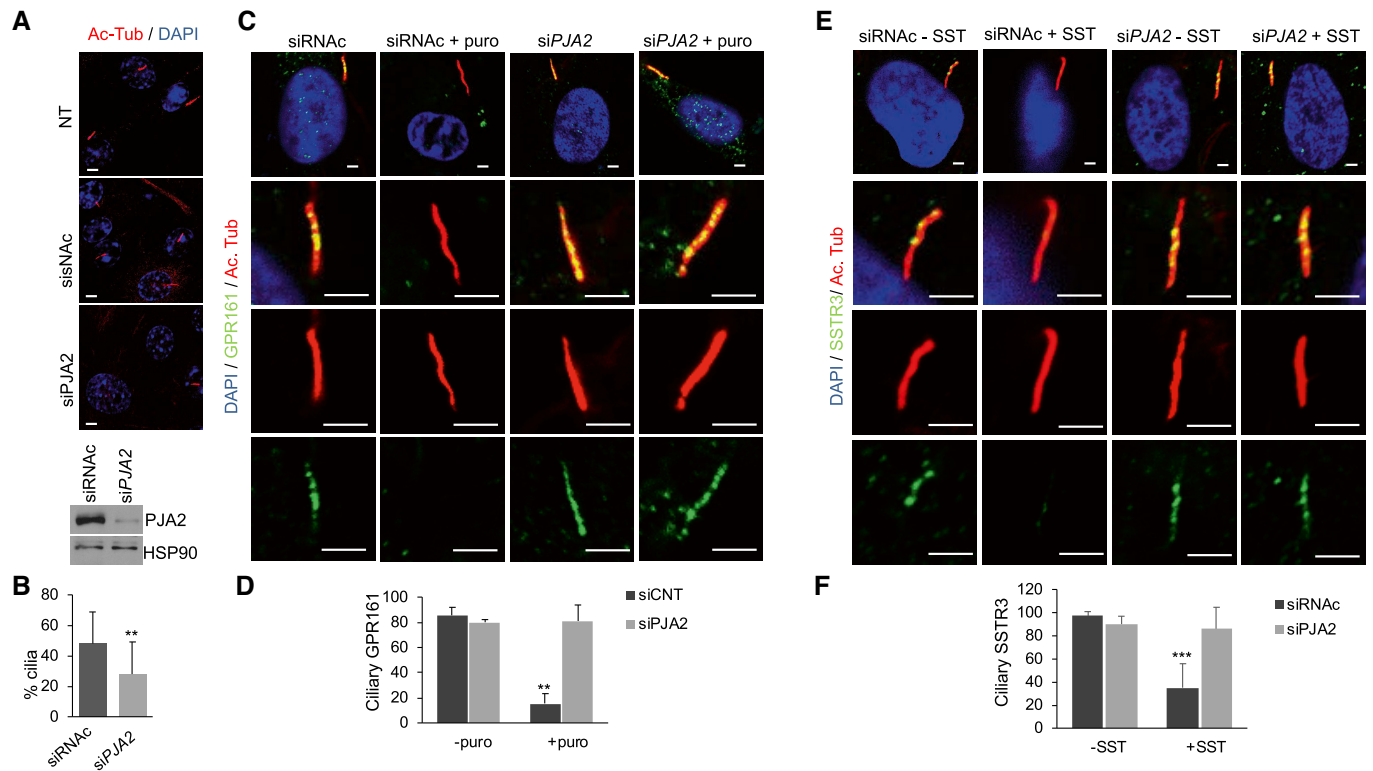 A
Ac-Tub / DAPI
NT
sisNAc
siPJA2
siRNAc
siPJA2
PJA2
HSP90
B
% cilia
80
60
40
20
0
**
siRNAc
siPJA2
C
siRNAc
siRNAc + puro
siPJA2
siPJA2 + puro
DAPI / GPR161 / Ac. Tub
D
Ciliary GPR161
100
80
60
40
20
0
**
-puro
+puro
siCNT
siPJA2
E
siRNAc - SST
siRNAc + SST
siPJA2 - SST
siPJA2 + SST
DAPI / SSTR3/ Ac. Tub
F
Ciliary SSTR3
120
100
80
60
40
20
0
***
-SST
+SST
siRNAc
siPJA2